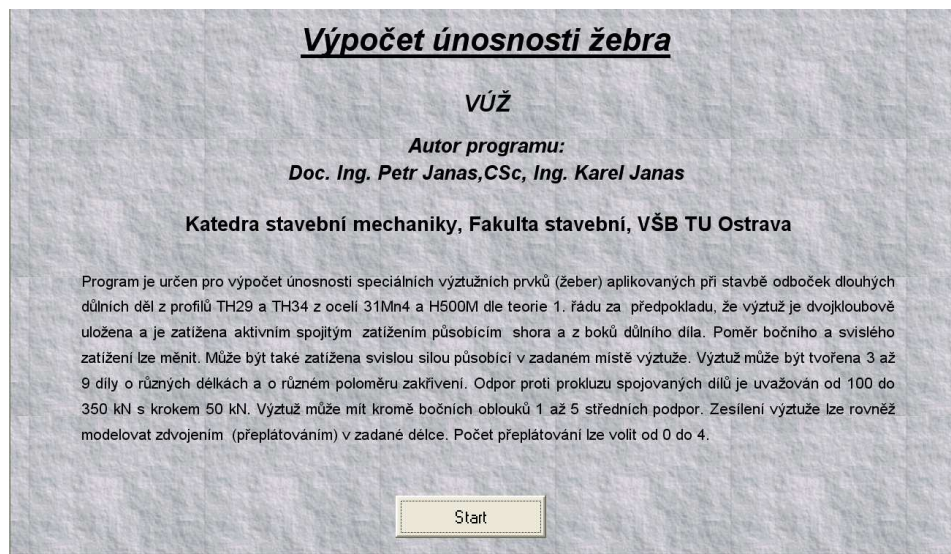 Výpočet únosnosti žebra
VÚŽ
Autor programu:
Doc. Ing. Petr Janas,CSc, Ing. Karel Janas
Katedra stavební mechaniky, Fakulta stavební, VŠB TU Ostrava
Program je určen pro výpočet únosnosti speciálních výztužních prvků (žeber) aplikovaných při stavbě odboček dlouhých
důlních děl z profilů TH29 a TH34 z ocelí 31Mn4 a H500M dle teorie 1. řádu za předpokladu, že výztuž je dvojkloubově
uložena a je zatížena aktivním spojitým zatížením působícím shora a z boků důlního díla. Poměr bočního a svislého
zatížení lze měnit. Může být také zatížena svislou silou působící v zadaném místě výztuže. Výztuž může být tvořena 3 až
9 díly o různých délkách a o různém poloměru zakřivení. Odpor proti prokluzu spojovaných dílů je uvažován od 100 do
350 kN s krokem 50 kN. Výztuž může mít kromě bočních oblouků 1 až 5 středních podpor. Zesílení výztuže lze rovněž
modelovat zdvojením (přeplátováním) v zadané délce. Počet přeplátování lze volit od 0 do 4.
Start